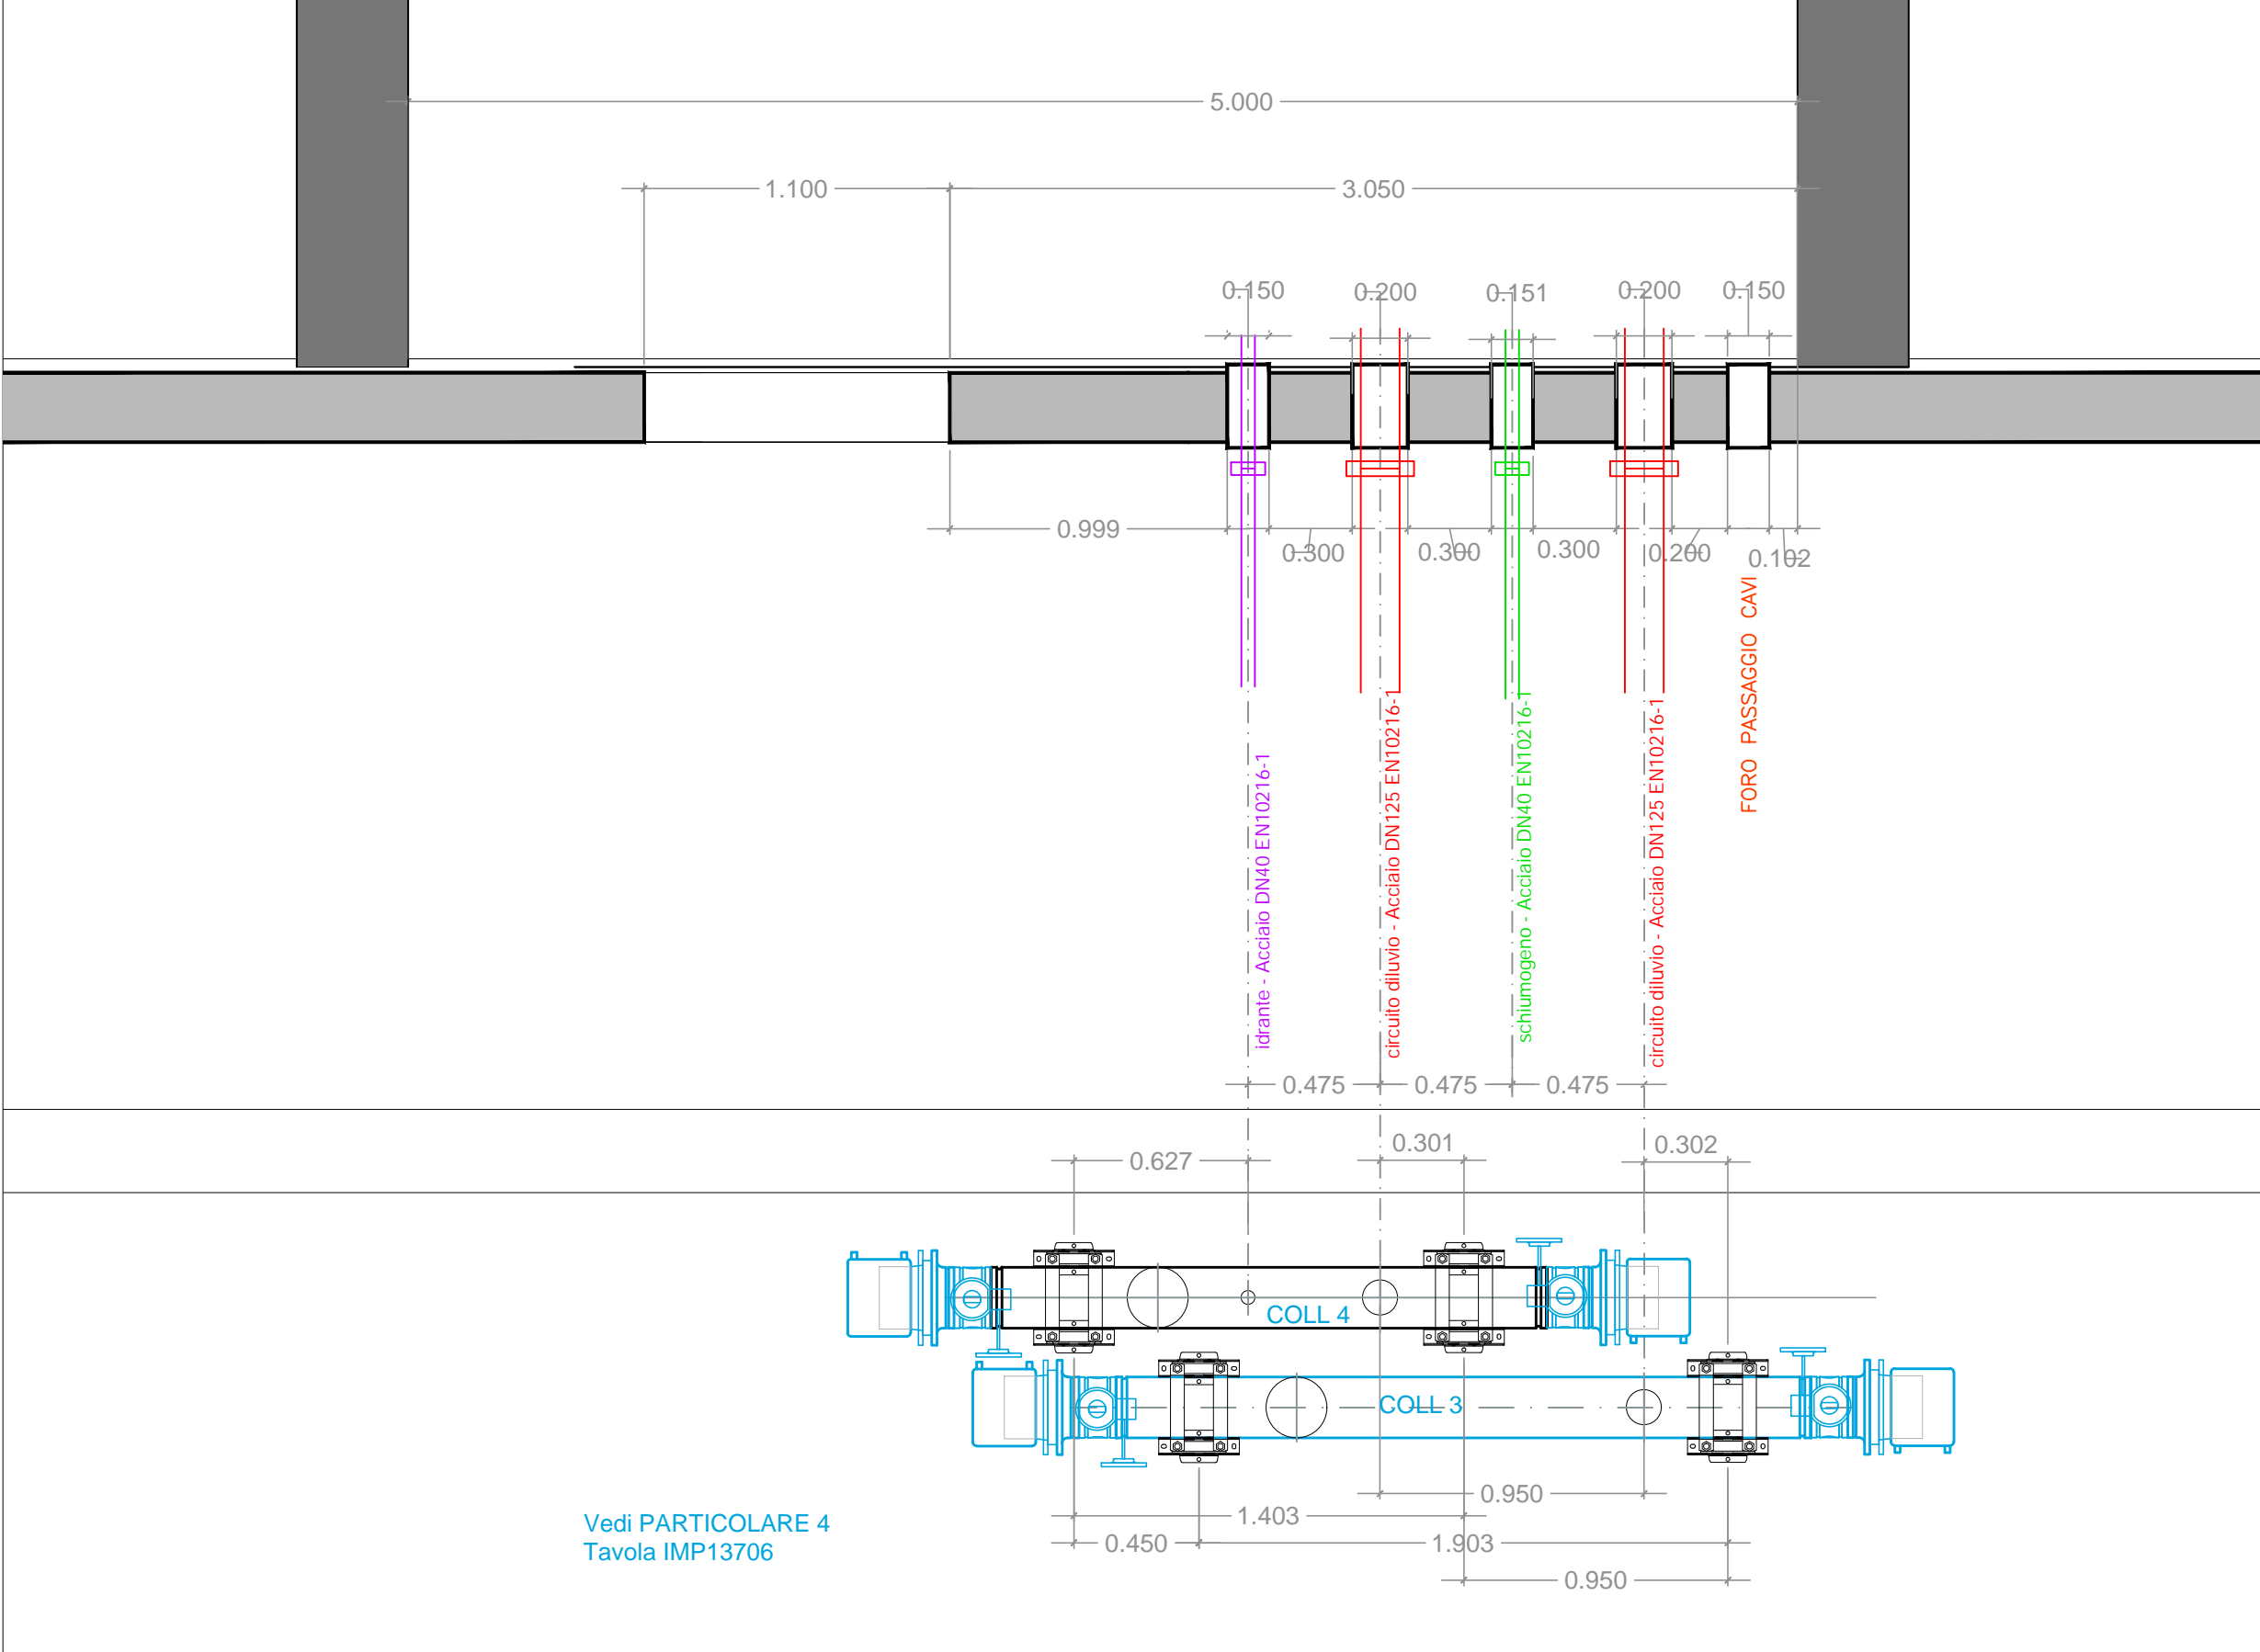 5.000
1.100
3.050
0.150
0.200
0.151
0.200
0.150
0.999
0.300
0.300
0.300
0.200
0.102
FORO PASSAGGIO CAVI
idrante - Acciaio DN40 EN10216-1
circuito diluvio - Acciaio DN125 EN10216-1
schiumogeno - Acciaio DN40 EN10216-1
circuito diluvio - Acciaio DN125 EN10216-1
0.475
0.475
0.475
0.627
0.301
0.302
COLL 4
COLL 3
0.950
1.403
0.450
1.903
0.950
Vedi PARTICOLARE 4
Tavola IMP13706